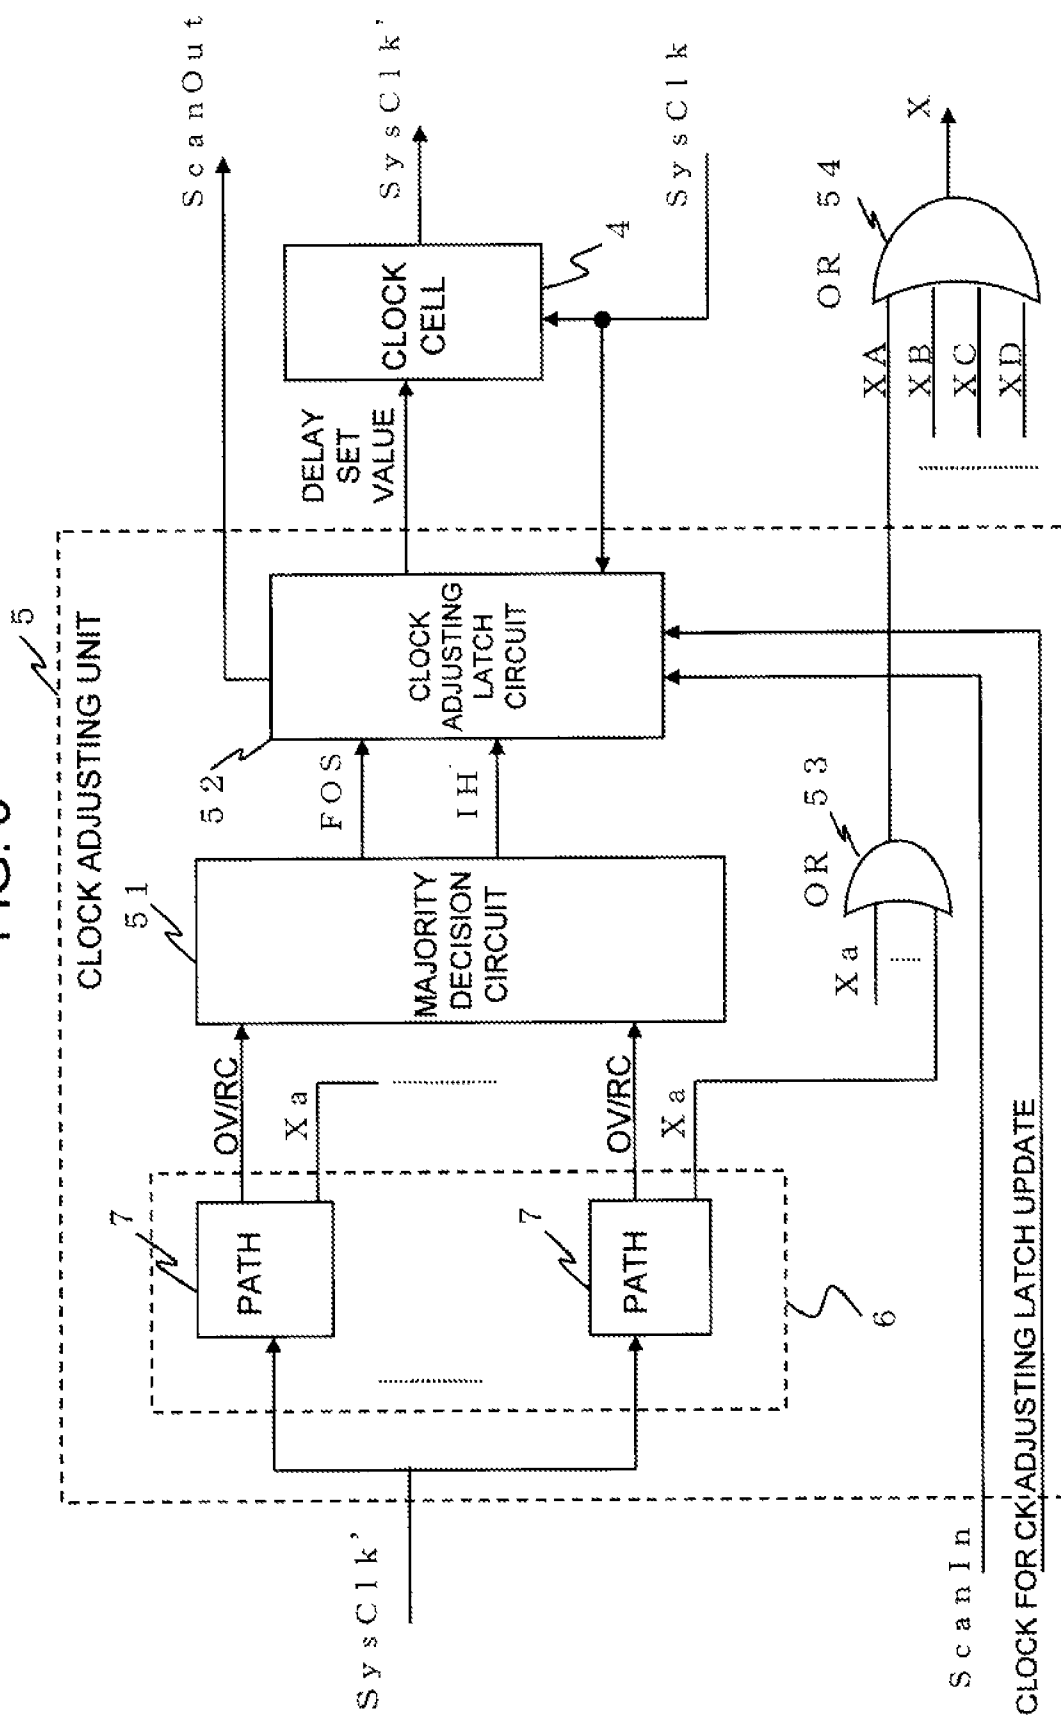 5
CLOCK ADJUSTING UNIT
ScanOut
SysClk'
SysClk
CLOCK
CELL
4
DELAY
SET
VALUE
52
CLOCK
ADJUSTING
LATCH
CIRCUIT
FOS
IH
51
MAJORITY
DECISION
CIRCUIT
OV/RC
Xa
OV/RC
Xa
7
PATH
7
PATH
6
SysClk'
Xa
OR 53
OR 54
XA
XB
XC
XD
X
ScanIn
CLOCK FOR CK ADJUSTING LATCH UPDATE